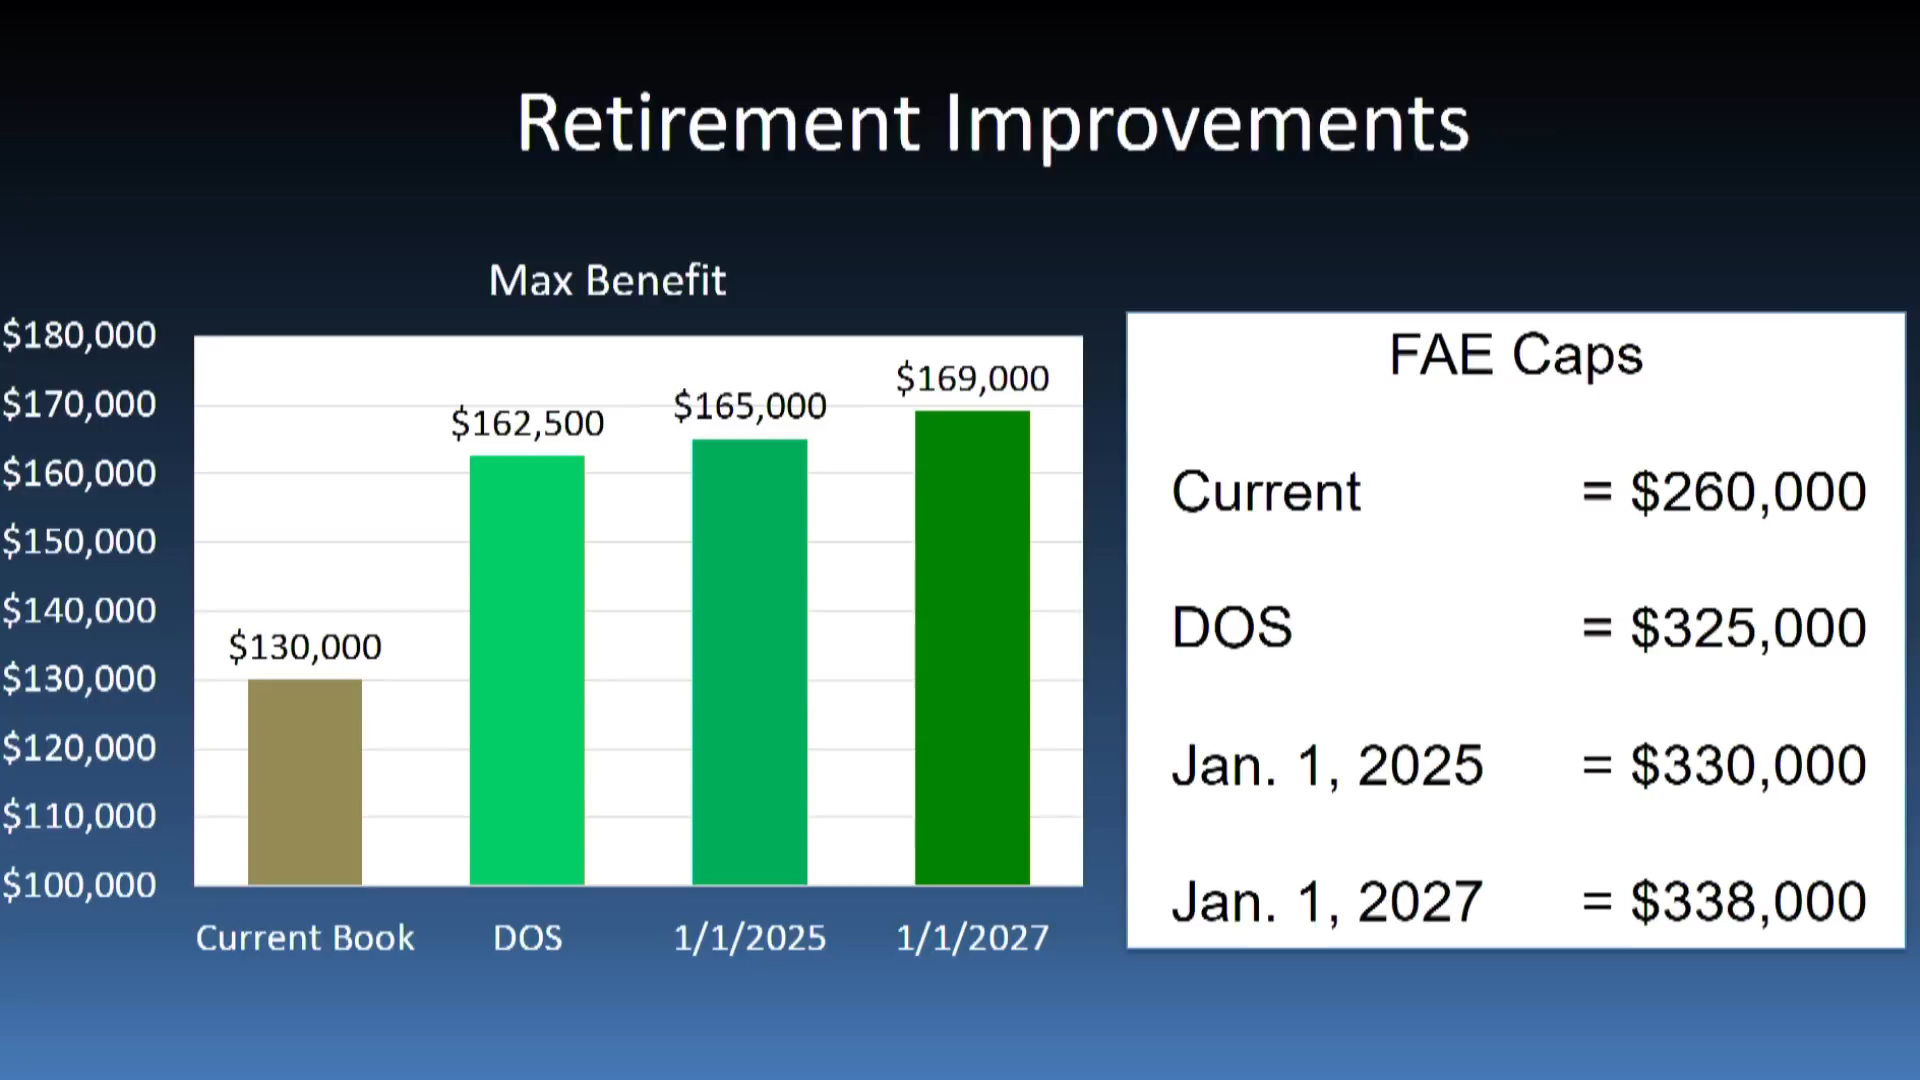 Retirement Improvements
Max Benefit
$180,000
$170,000
$160,000
$150,000
$140,000
$130,000
$120,000
$110,000
$100,000
$130,000
$162,500
$165,000
$169,000
Current Book
DOS
1/1/2025
1/1/2027
FAE Caps
Current = $260,000
DOS = $325,000
Jan. 1, 2025 = $330,000
Jan. 1, 2027 = $338,000